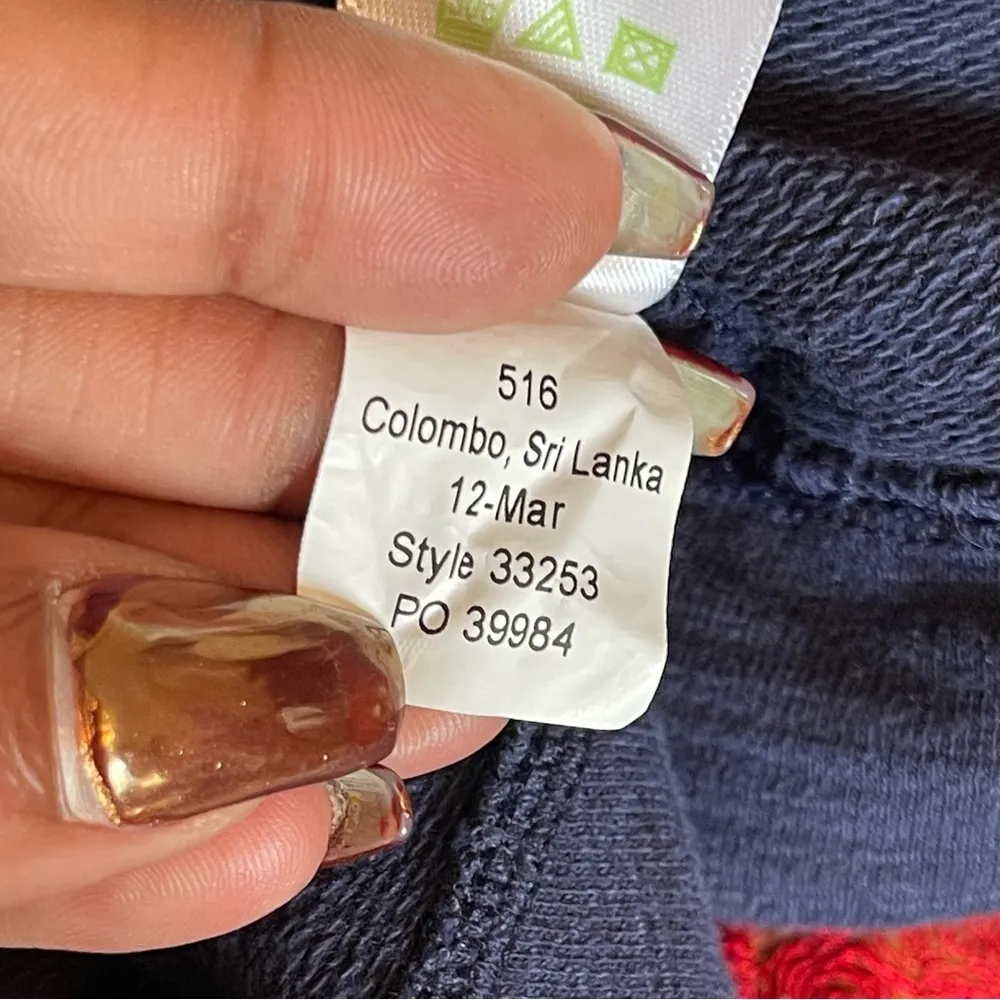 516
Colombo, Sri Lanka
12-Mar
Style 33253
PO 39984